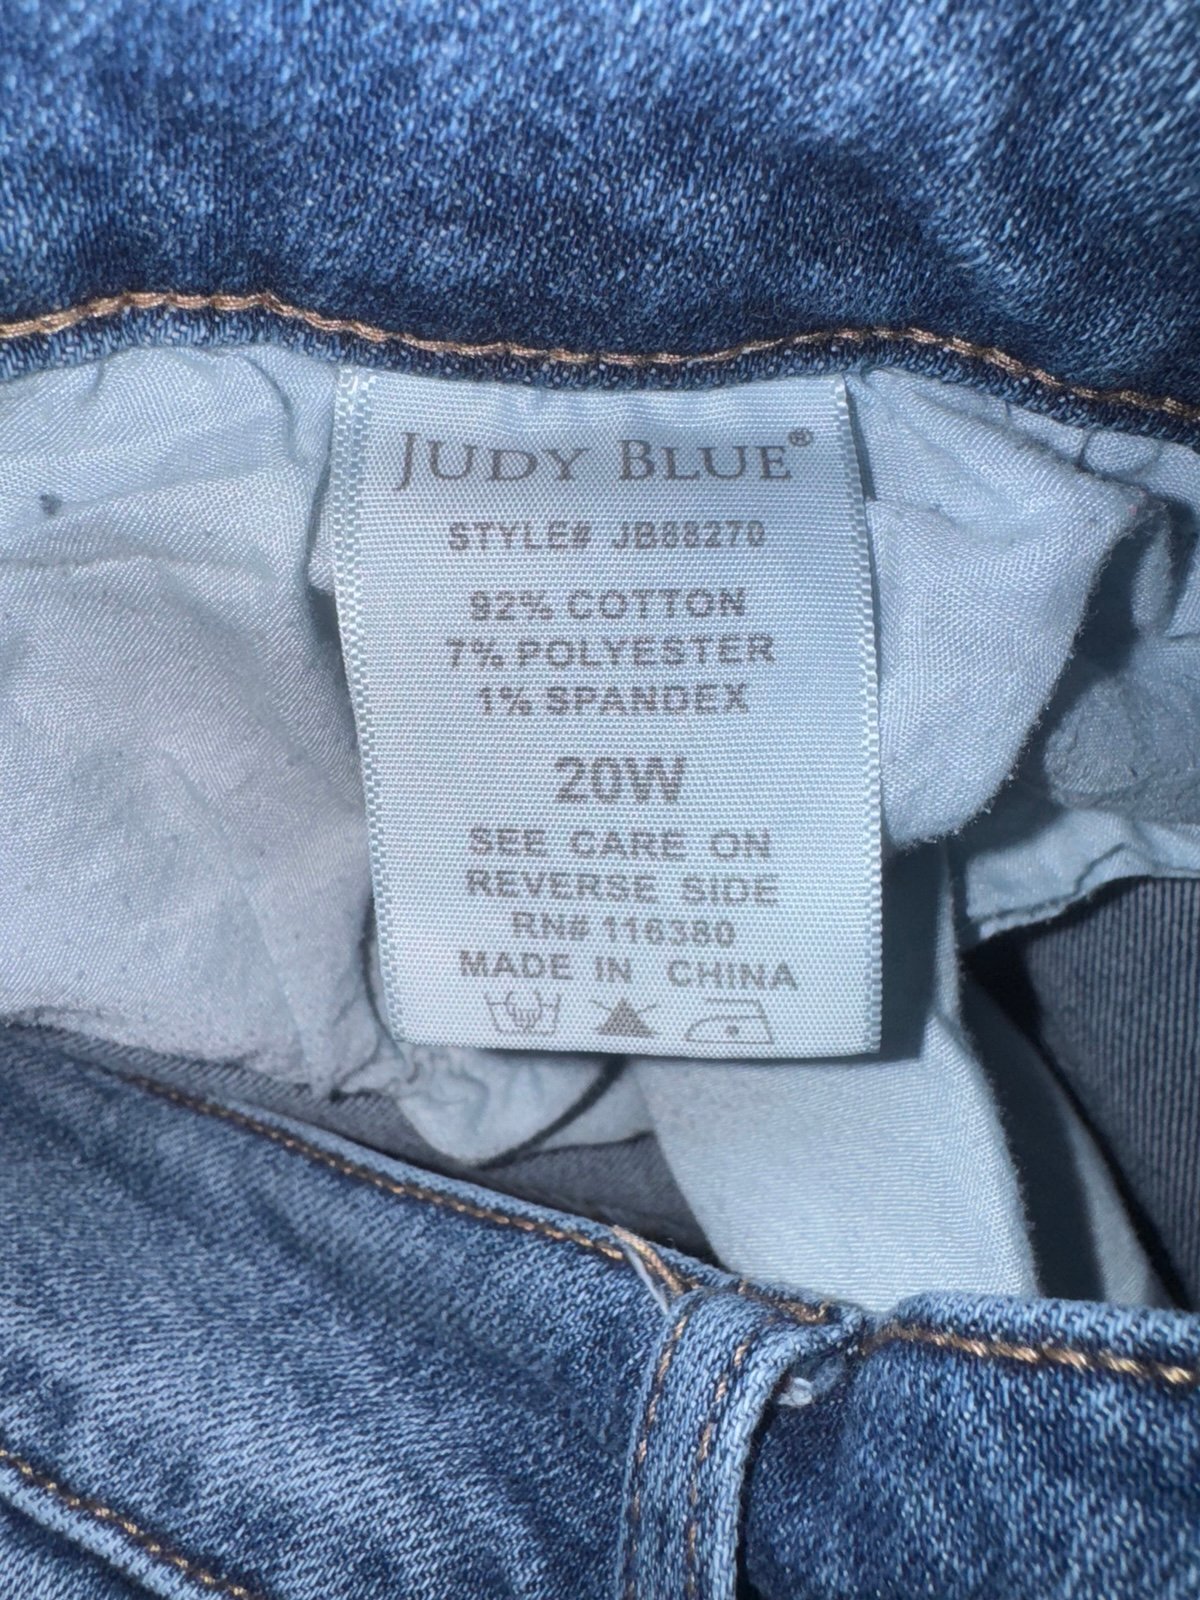 JUDY BLUE®
STYLE# JB88270
92% COTTON
7% POLYESTER
1% SPANDEX
20W
SEE CARE ON
REVERSE SIDE
RN# 116380
MADE IN CHINA